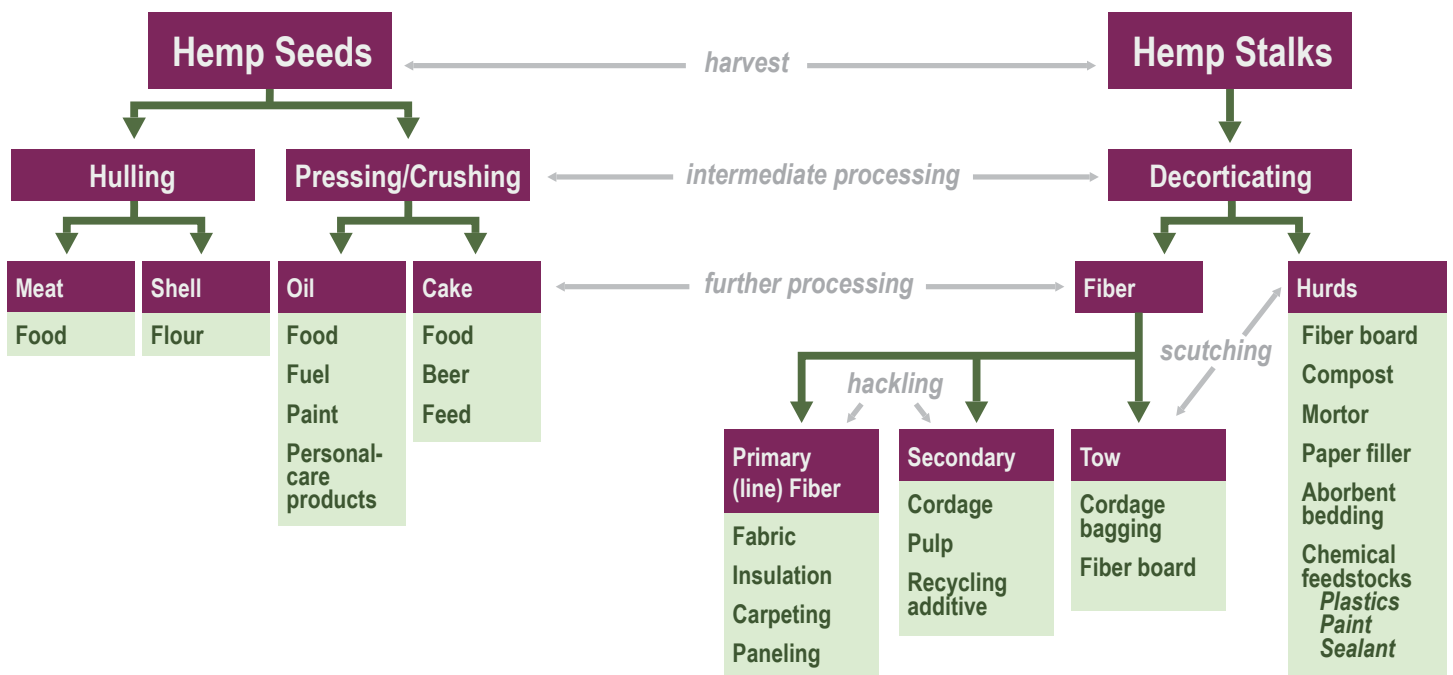 Hemp Seeds
harvest
Hemp Stalks
Hulling
Pressing/Crushing
intermediate processing
Decorticating
Meat
Food
Shell
Flour
Oil
Food
Fuel
Paint
Personal-
care
products
Cake
Food
Beer
Feed
further processing
Fiber
scutching
hackling
Primary
(line) Fiber
Fabric
Insulation
Carpeting
Paneling
Secondary
Cordage
Pulp
Recycling
additive
Tow
Cordage
bagging
Fiber board
Hurds
Fiber board
Compost
Mortor
Paper filler
Aborbent
bedding
Chemical
feedstocks
Plastics
Paint
Sealant